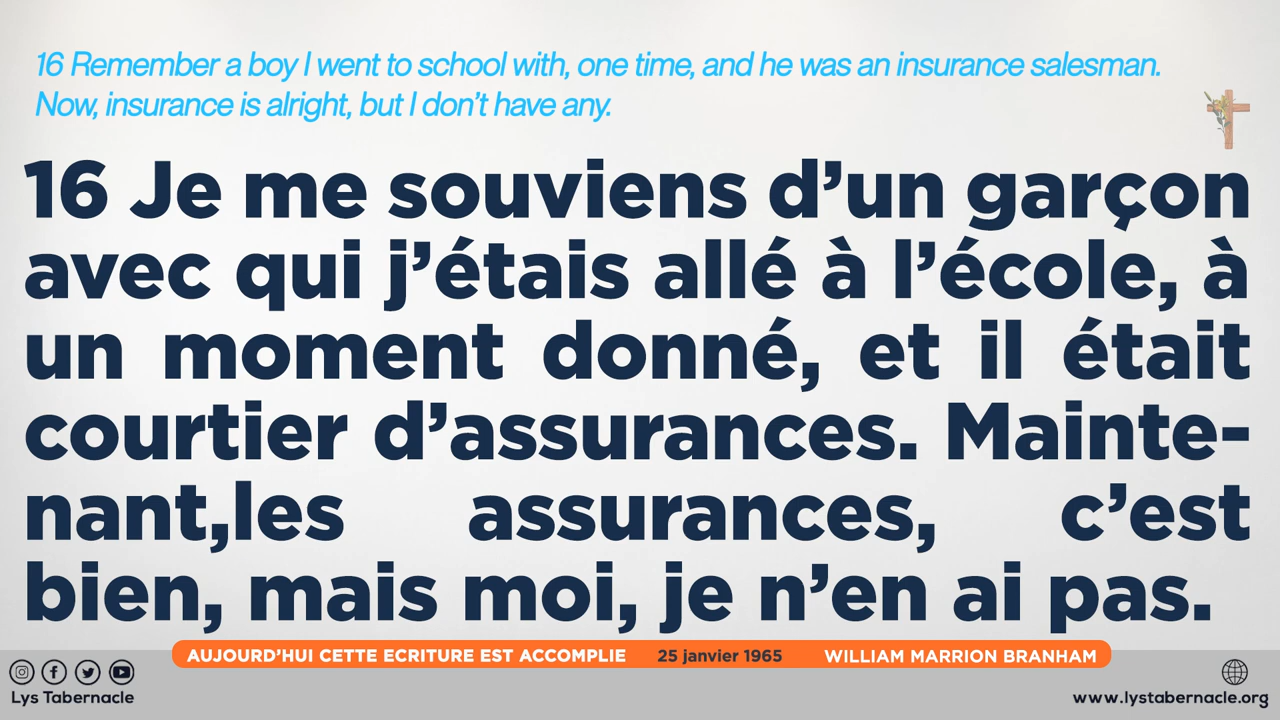 16 Remember a boy I went to school with, one time, and he was an insurance salesman.
Now, insurance is alright, but I don't have any.
16 Je me souviens d'un garçon
avec qui j'étais allé à l'école, à
un moment donné, et il était
courtier d'assurances. Mainte-
nant,les assurances, c'est
bien, mais moi, je n'en ai pas.
AUJOURD'HUI CETTE ECRITURE EST ACCOMPLIE 25 janvier 1965 WILLIAM MARRION BRANHAM
Lys Tabernacle
www.lystabernacle.org